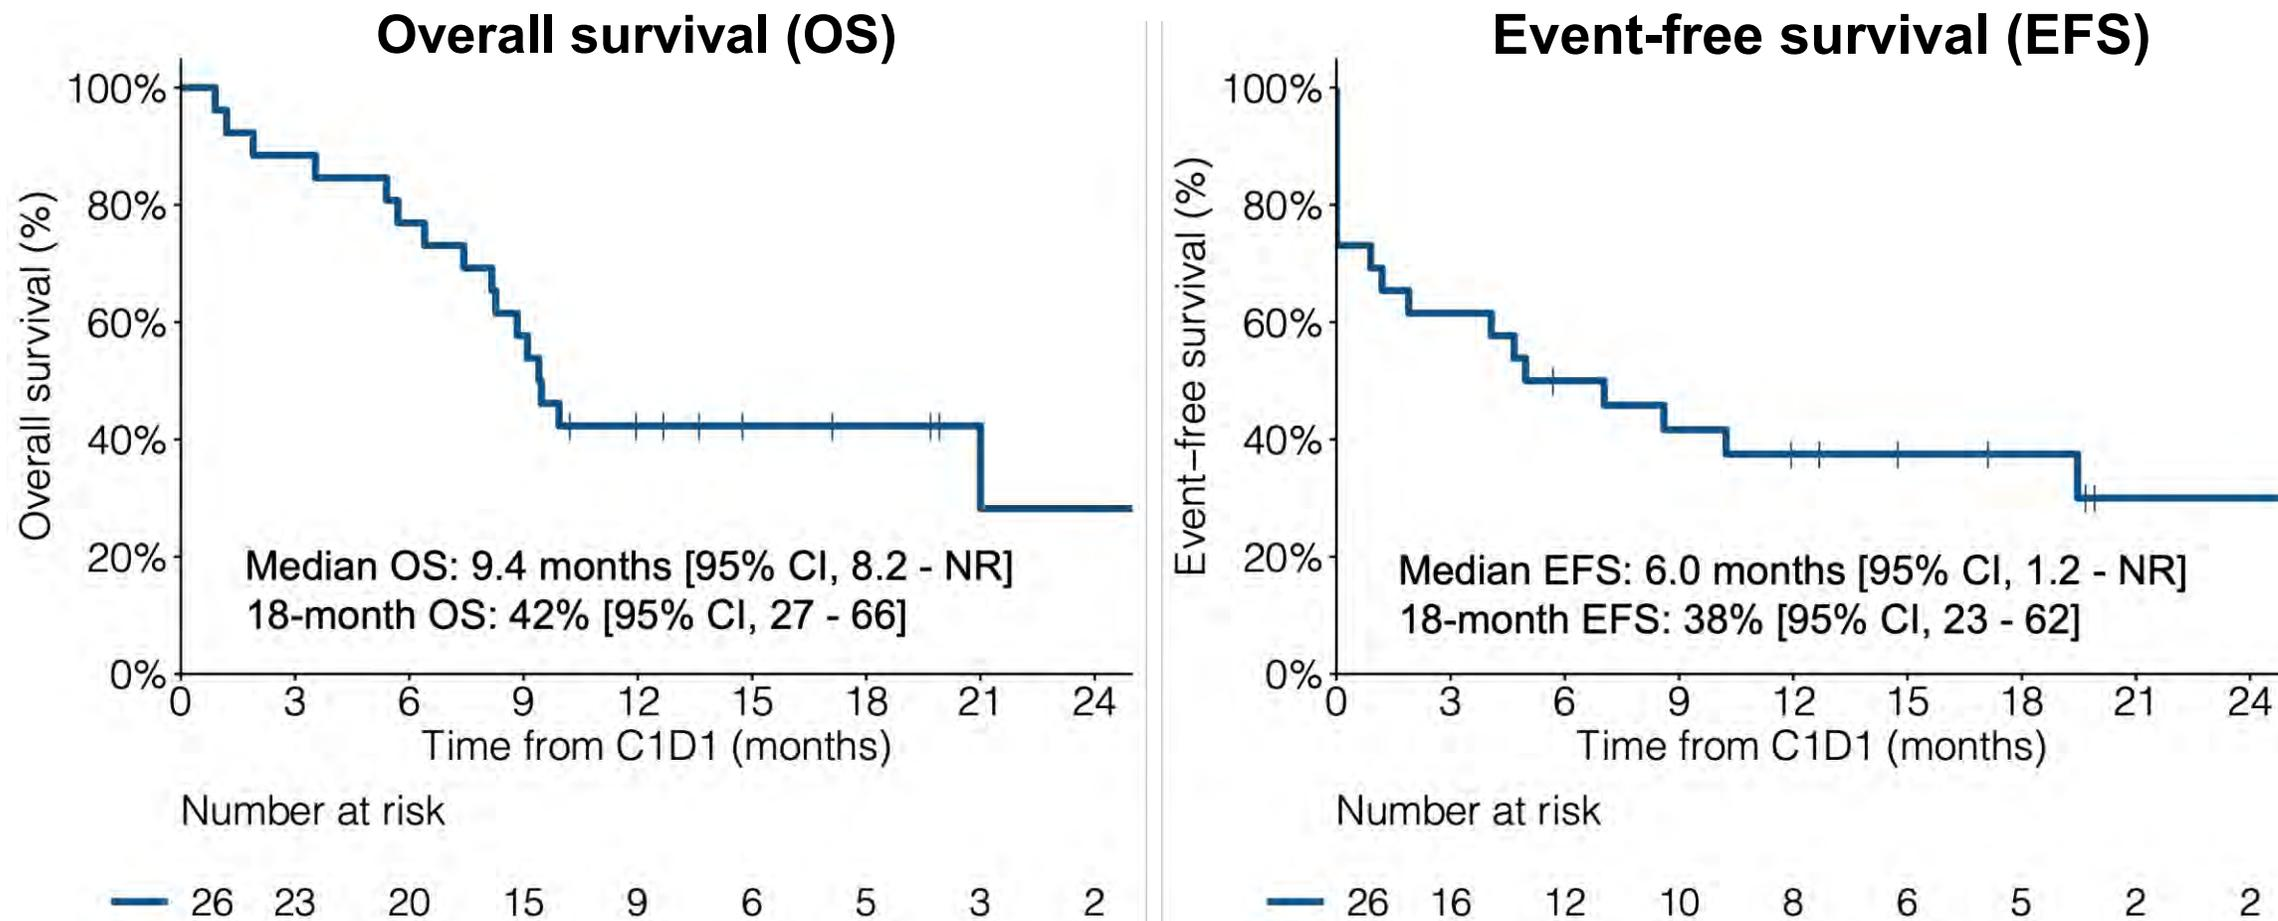 Overall survival (OS)
Overall survival (%)
100%
80%
60%
40%
20%
0%
Median OS: 9.4 months [95% CI, 8.2 - NR]
18-month OS: 42% [95% CI, 27 - 66]
0 3 6 9 12 15 18 21 24
Time from C1D1 (months)
Number at risk
26 23 20 15 9 6 5 3 2
Event-free survival (EFS)
Event–free survival (%)
100%
80%
60%
40%
20%
0%
Median EFS: 6.0 months [95% CI, 1.2 - NR]
18-month EFS: 38% [95% CI, 23 - 62]
0 3 6 9 12 15 18 21 24
Time from C1D1 (months)
Number at risk
26 16 12 10 8 6 5 2 2